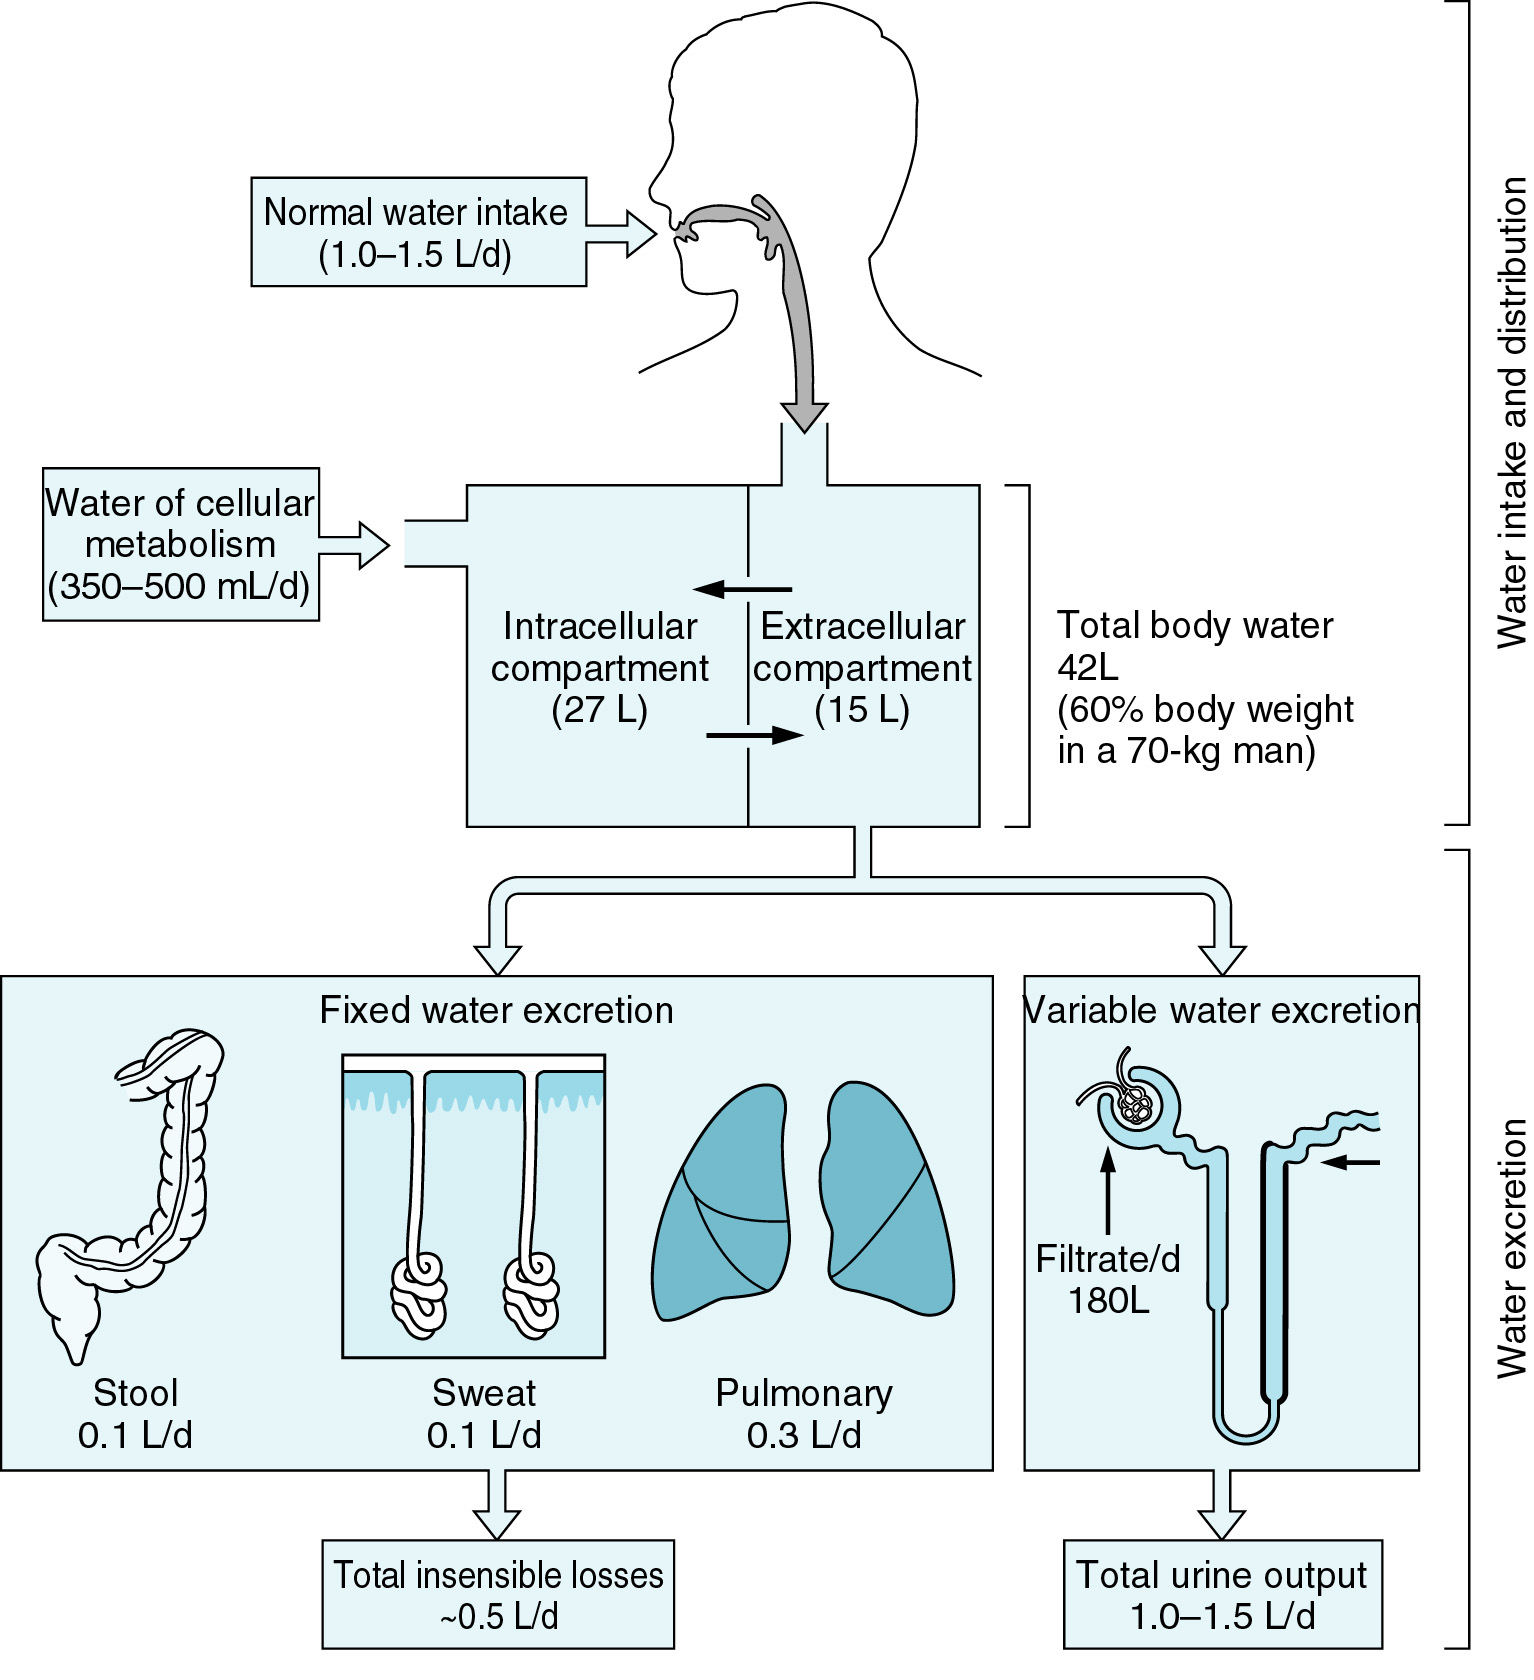 Normal water intake
(1.0–1.5 L/d)
Water of cellular
metabolism
(350–500 mL/d)
Intracellular
compartment
(27 L)
Extracellular
compartment
(15 L)
Total body water
42L
(60% body weight
in a 70-kg man)
Water intake and distribution
Fixed water excretion
Stool
0.1 L/d
Sweat
0.1 L/d
Pulmonary
0.3 L/d
Variable water excretion
Filtrate/d
180L
Total insensible losses
~0.5 L/d
Total urine output
1.0–1.5 L/d
Water excretion